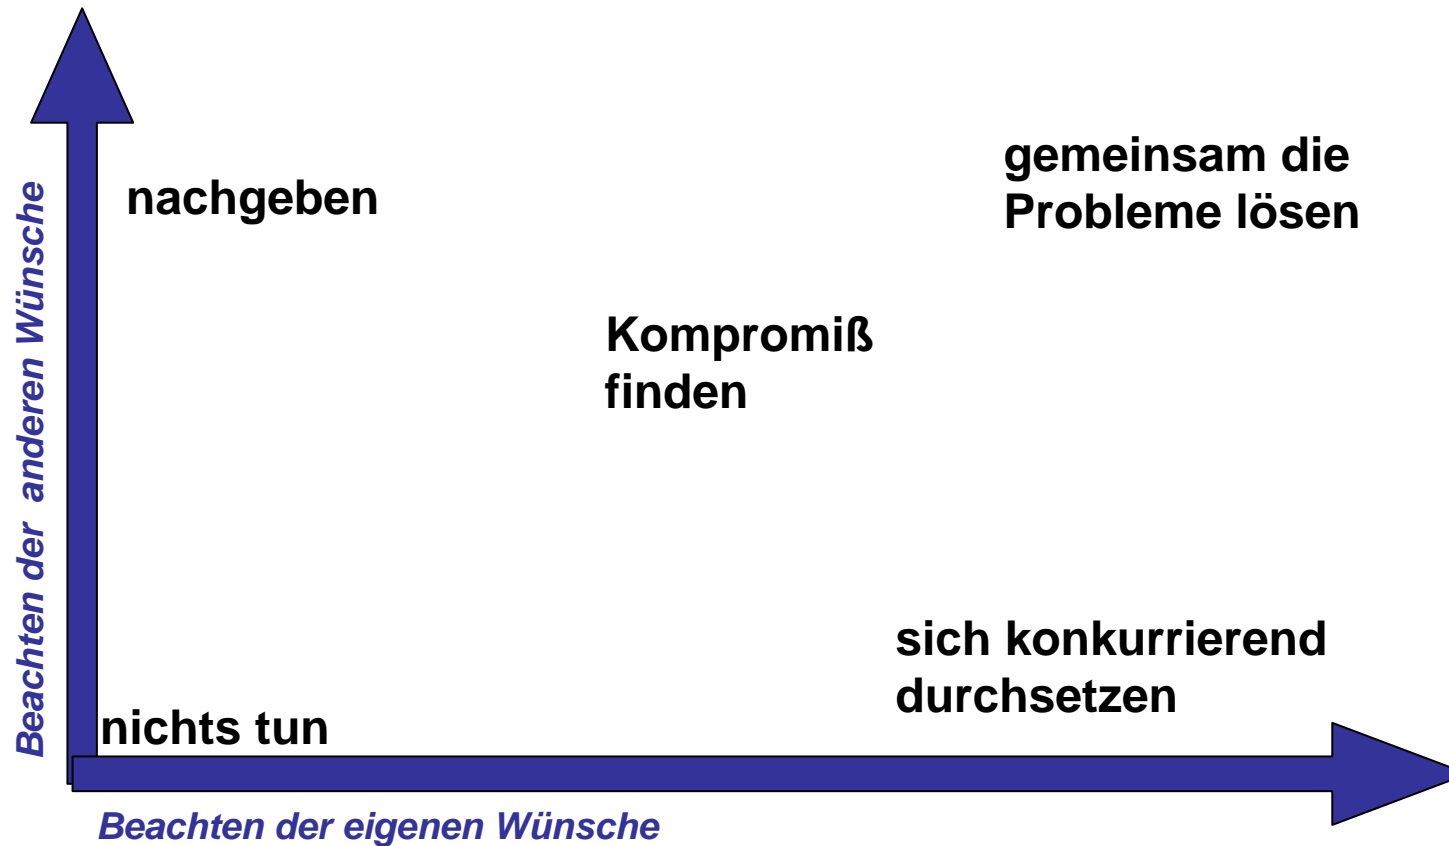 Beachten der anderen Wünsche
nachgeben
gemeinsam die
Probleme lösen
Kompromiß
finden
sich konkurrierend
durchsetzen
nichts tun
Beachten der eigenen Wünsche